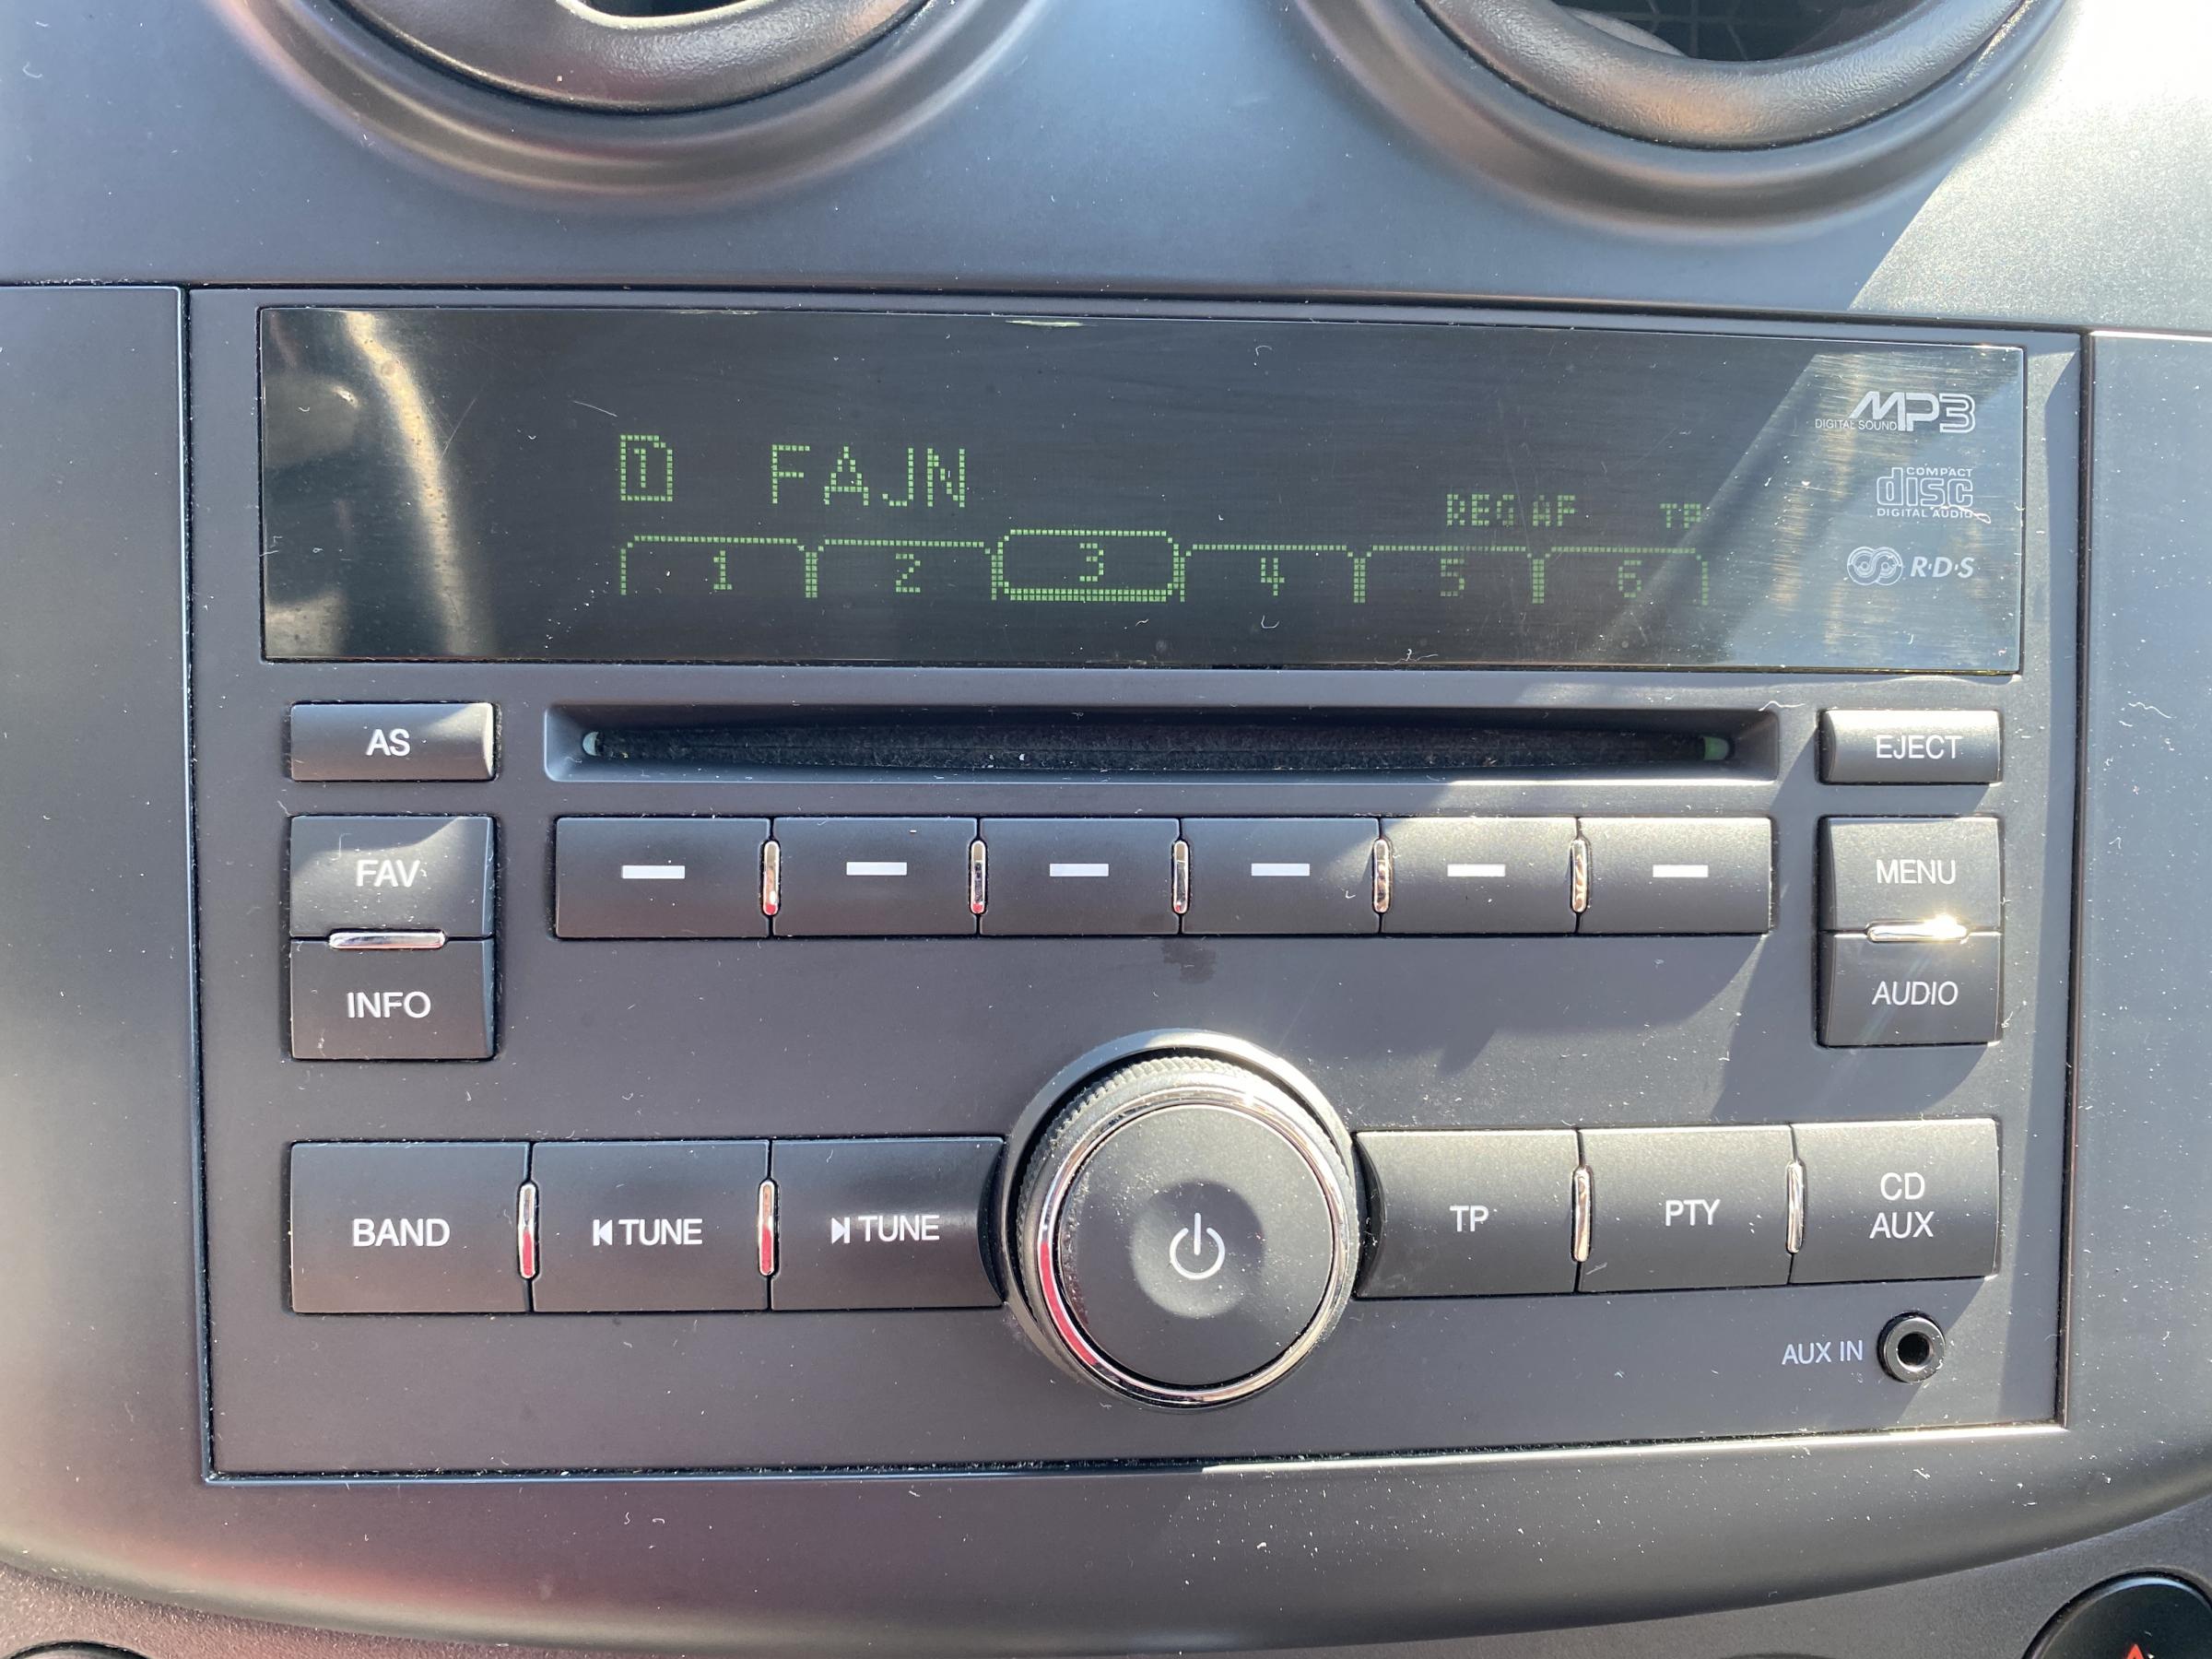 1 FAJN
REG AF TP
1 2 3 4 5 6
MP3
DIGITAL SOUND
COMPACT
disc
DIGITAL AUDIO
R·D·S
AS
EJECT
FAV
MENU
INFO
AUDIO
BAND
TUNE
TUNE
TP
PTY
CD
AUX
AUX IN